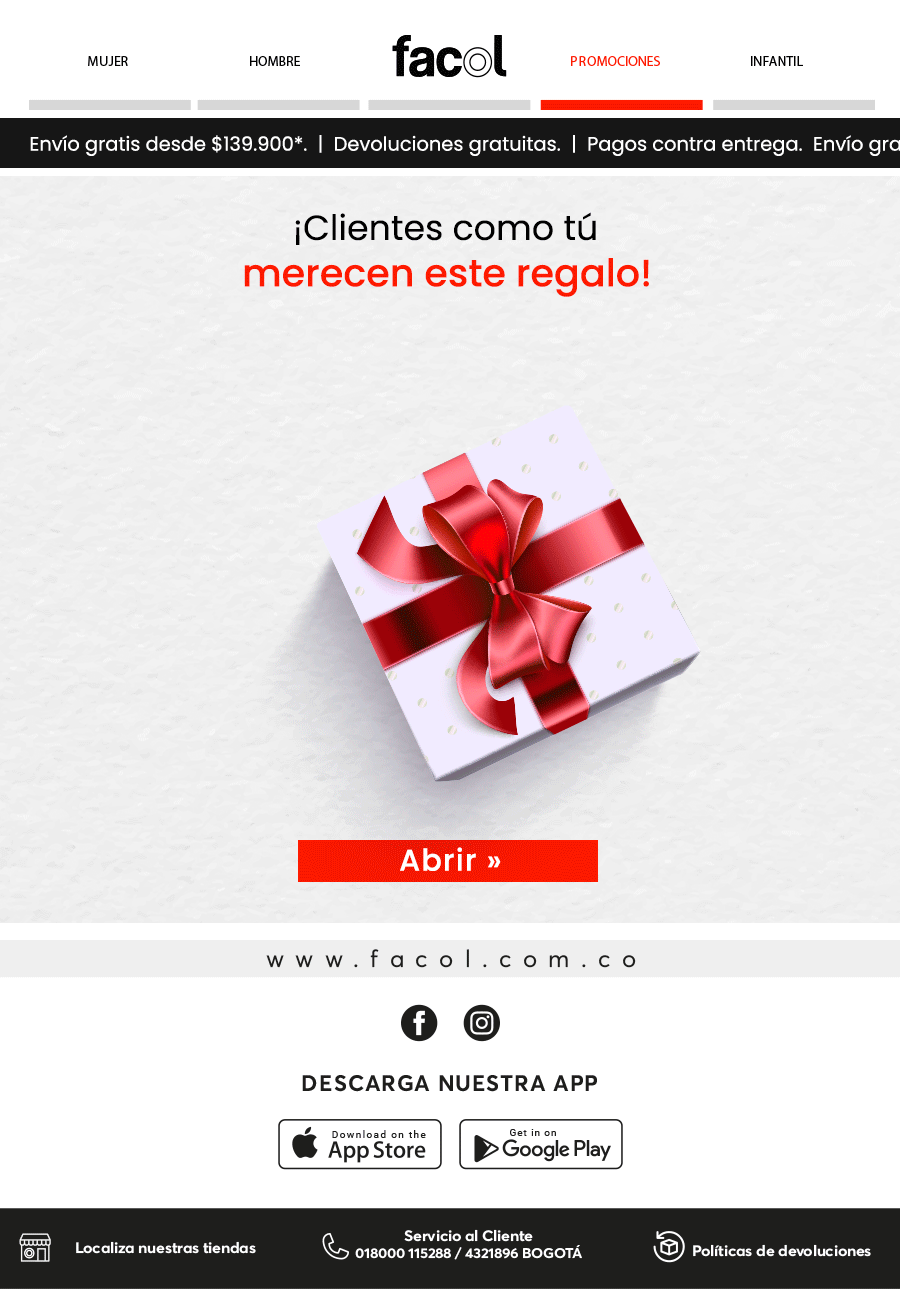 MUJER
HOMBRE
facol
PROMOCIONES
INFANTIL
Envío gratis desde $139.900*. | Devoluciones gratuitas. | Pagos contra entrega. Envío gra
¡Clientes como tú
merecen este regalo!
Abrir »
www.facol.com.co
DESCARGA NUESTRA APP
Download on the
App Store
Get in on
Google Play
Localiza nuestras tiendas
Servicio al Cliente
018000 115288 / 4321896 BOGOTÁ
Políticas de devoluciones